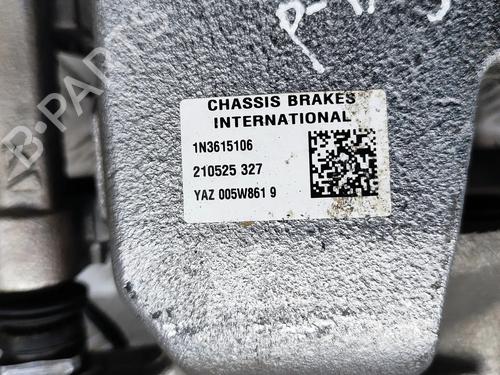 CHASSIS BRAKES
INTERNATIONAL
1N3615106
210525 327
YAZ 005W861 9
B-PARTS